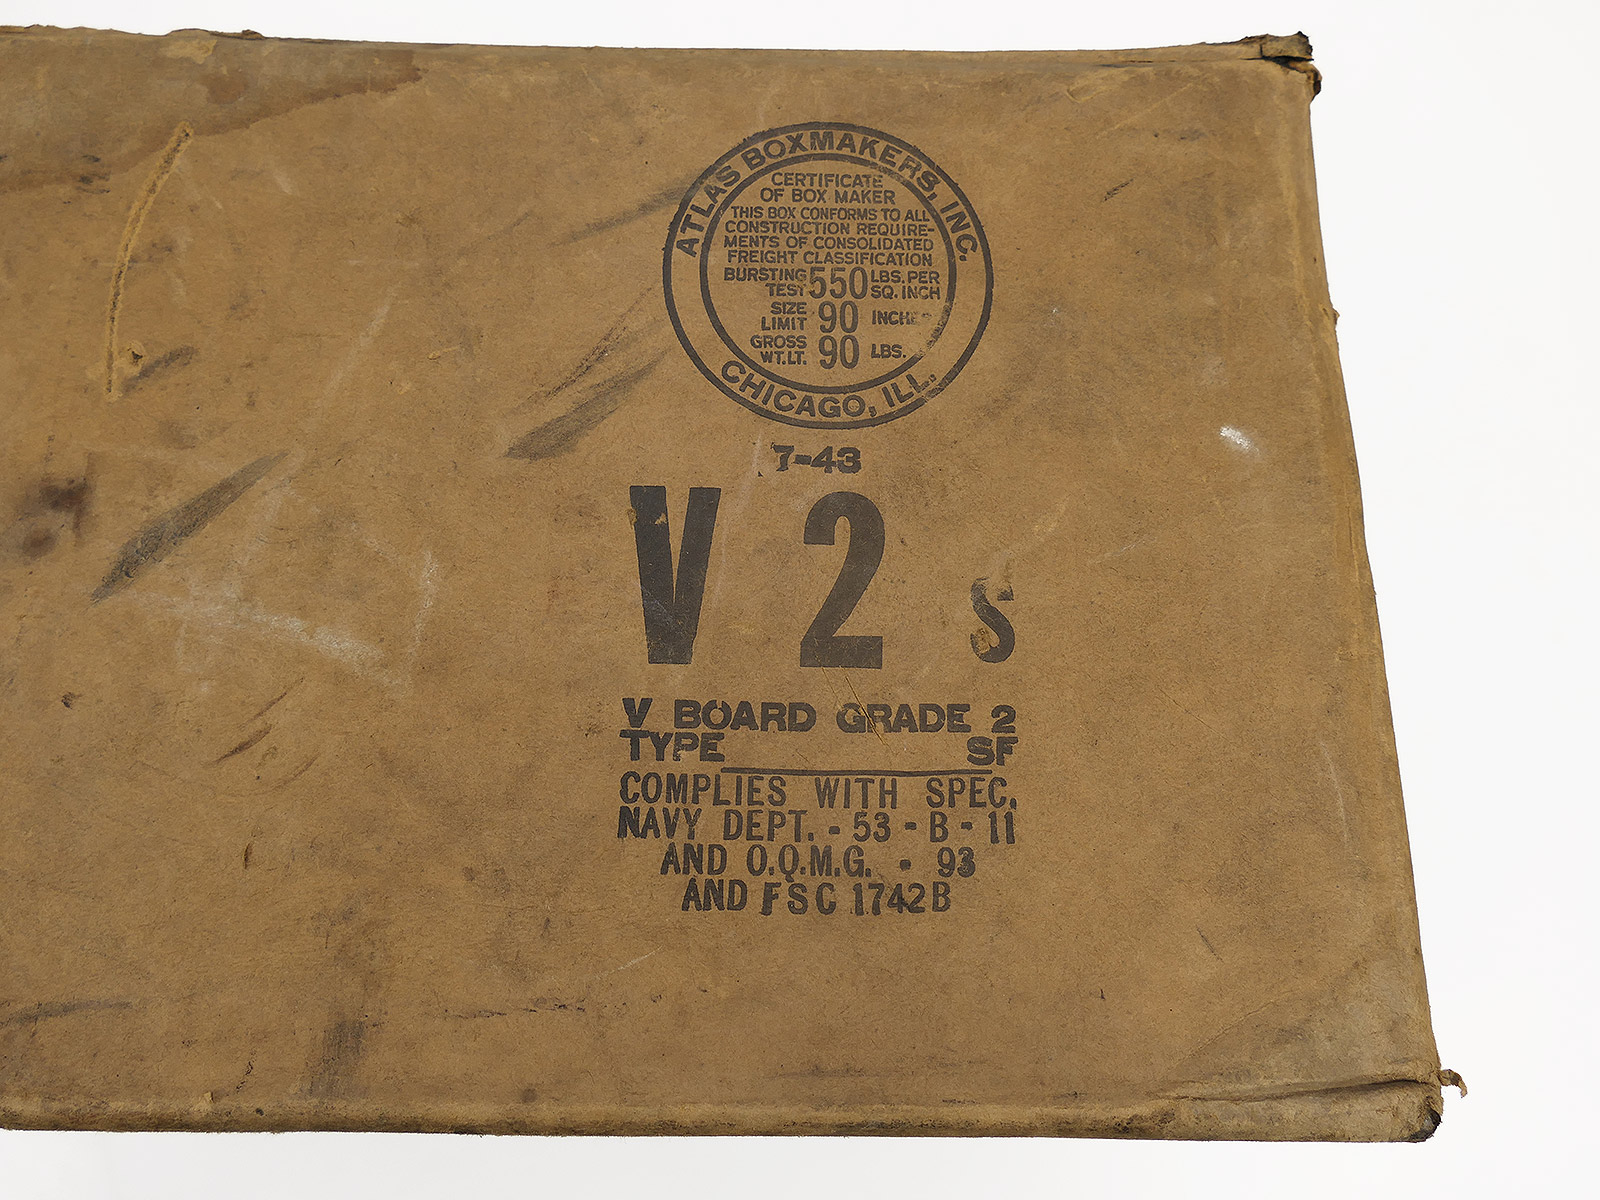 ATLAS BOXMAKERS, INC.
CERTIFICATE
OF BOX MAKER
THIS BOX CONFORMS TO ALL
CONSTRUCTION REQUIRE-
MENTS OF CONSOLIDATED
FREIGHT CLASSIFICATION
BURSTING TEST 550 LBS. PER SQ. INCH
SIZE LIMIT 90 INCHES
GROSS WT. LT. 90 LBS.
CHICAGO, ILL.
7-43
V 2 s
V BOARD GRADE 2
TYPE SF
COMPLIES WITH SPEC.
NAVY DEPT. - 53 - B - 11
AND O.Q.M.G. - 93
AND FSC 1742B